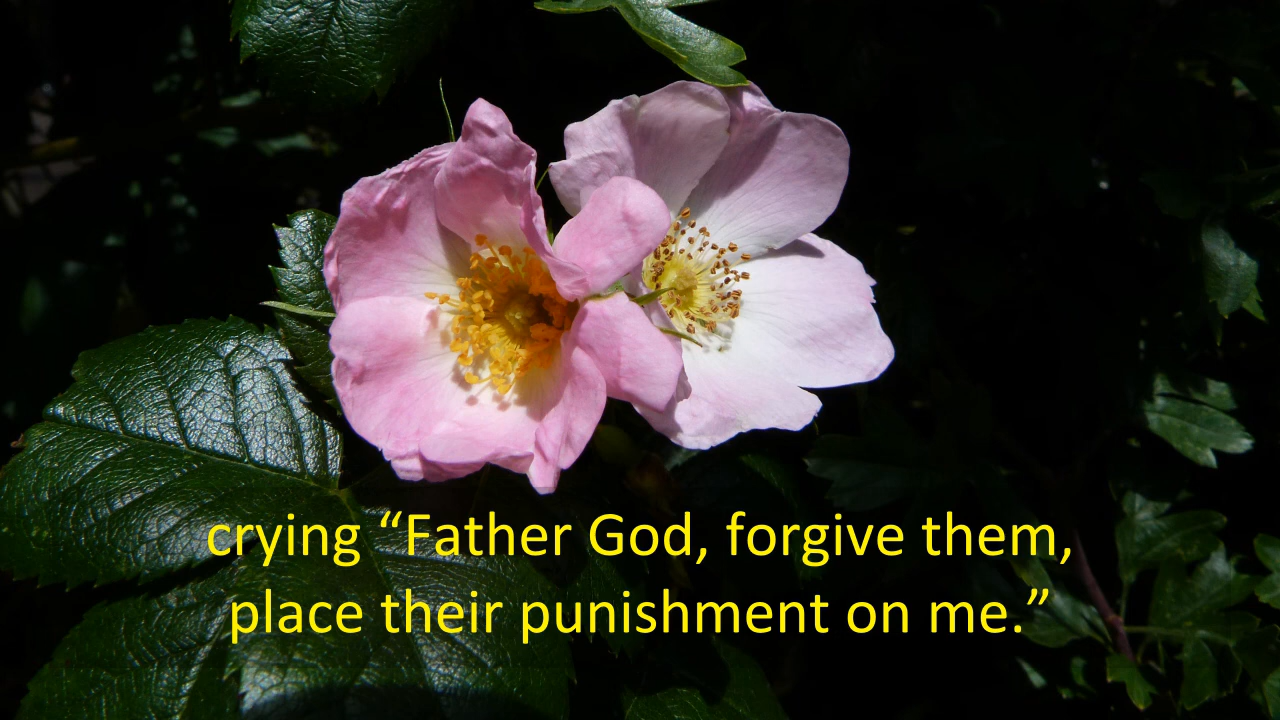 crying “Father God, forgive them,
place their punishment on me.”